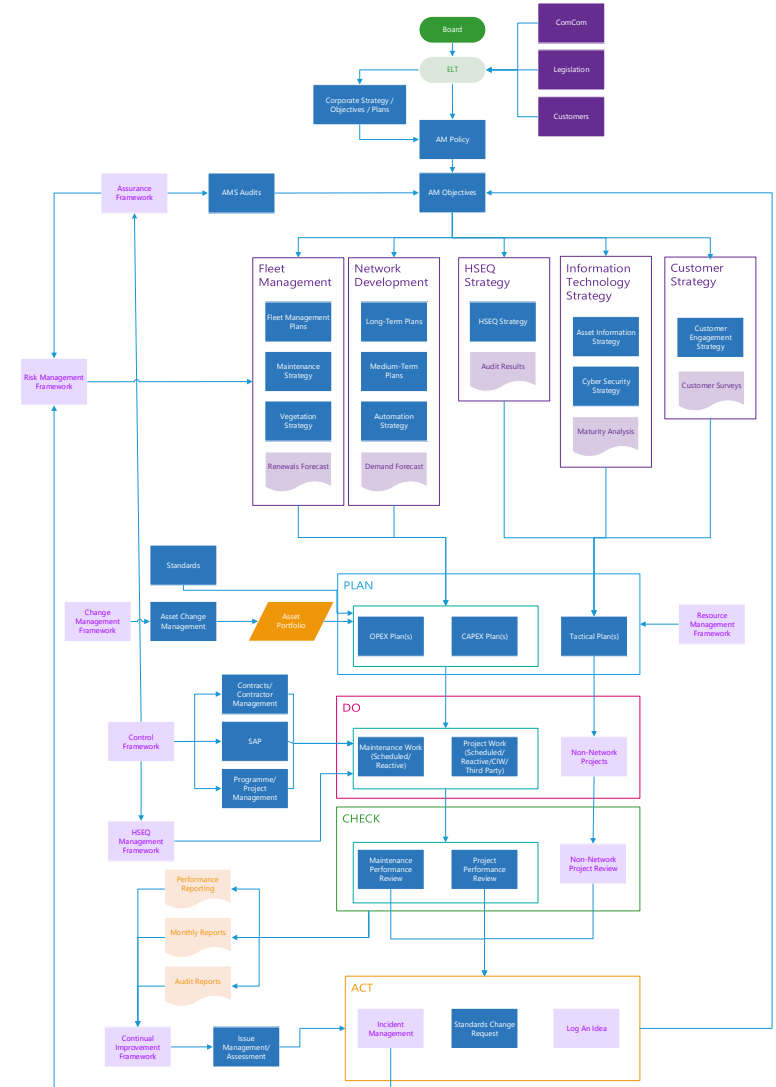 Board
ComCom
ELT
Legislation
Corporate Strategy /
Objectives / Plans
Customers
AM Policy
Assurance
Framework
AMS Audits
AM Objectives
Fleet
Management
Network
Development
HSEQ
Strategy
Information
Technology
Strategy
Customer
Strategy
Fleet Management
Plans
Long-Term Plans
HSEQ Strategy
Asset Information
Strategy
Customer
Engagement
Strategy
Risk Management
Framework
Maintenance
Strategy
Medium-Term
Plans
Audit Results
Cyber Security
Strategy
Customer Surveys
Vegetation
Strategy
Automation
Strategy
Maturity Analysis
Renewals Forecast
Demand Forecast
Standards
PLAN
Change
Management
Framework
Asset Change
Management
Asset
Portfolio
OPEX Plan(s)
CAPEX Plan(s)
Tactical Plan(s)
Resource
Management
Framework
Contracts/
Contractor
Management
DO
Control
Framework
SAP
Maintenance Work
(Scheduled/
Reactive)
Project Work
(Scheduled/
Reactive/CIW/
Third Party)
Non-Network
Projects
Programme/
Project
Management
HSEQ
Management
Framework
CHECK
Maintenance
Performance
Review
Project
Performance
Review
Non-Network
Project Review
Performance
Reporting
Monthly Reports
Audit Reports
ACT
Continual
Improvement
Framework
Issue
Management/
Assessment
Incident
Management
Standards Change
Request
Log An Idea